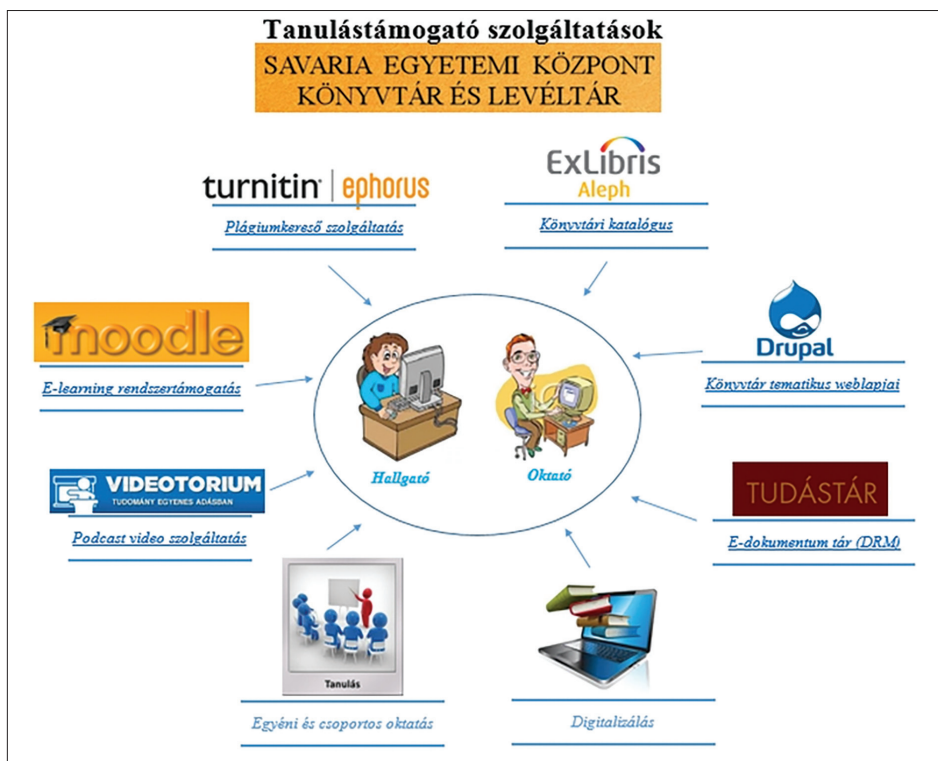 Tanulástámogató szolgáltatások
SAVARIA EGYETEMI KÖZPONT
KÖNYVTÁR ÉS LEVÉLTÁR
turnitin | ephorus
Plágiumkereső szolgáltatás
ExLibris
Aleph
Könyvtári katalógus
moodle
E-learning rendszertámogatás
Drupal
Könyvtár tematikus weblapjai
Hallgató
Oktató
VIDEOTORIUM
TUDOMÁNY EGYENES ADÁSBAN
Podcast video szolgáltatás
TUDÁSTÁR
E-dokumentum tár (DRM)
Tanulás
Egyéni és csoportos oktatás
Digitalizálás